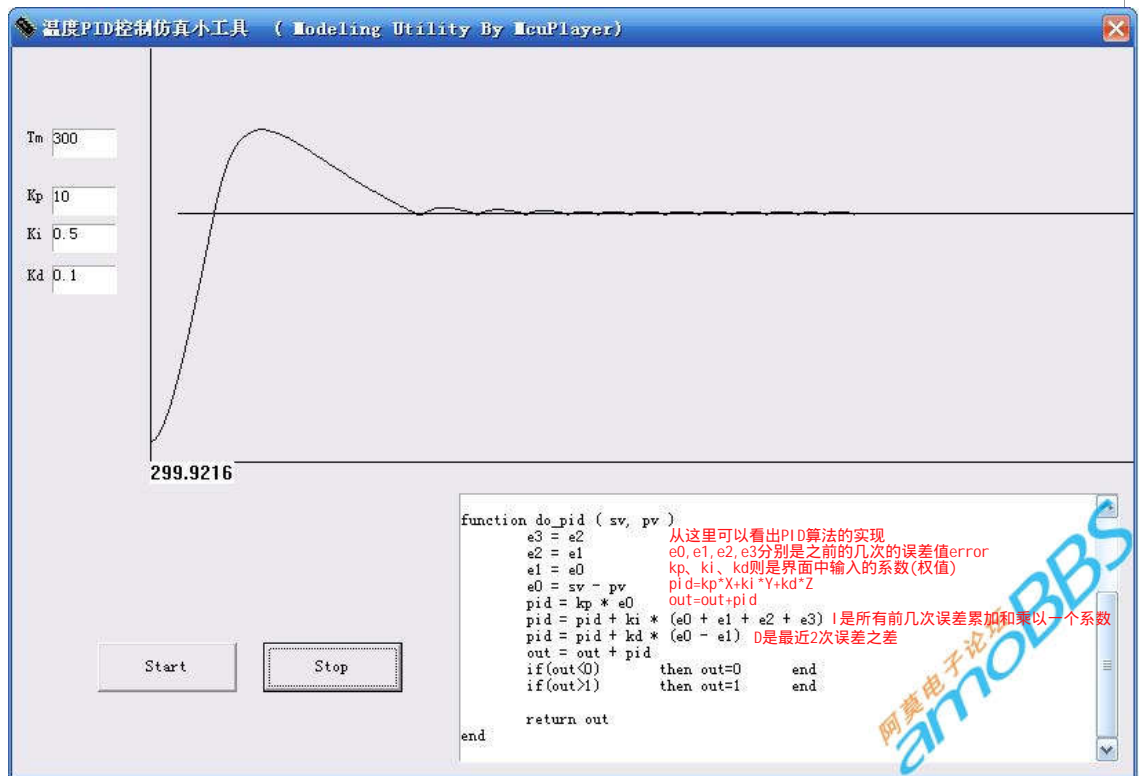 温度PID控制仿真小工具 ( Modeling Utility By McuPlayer)
Tm 300
Kp 10
Ki 0.5
Kd 0.1
299.9216
function do_pid ( sv, pv )
e3 = e2 从这里可以看出PID算法的实现
e2 = e1 e0,e1,e2,e3分别是之前的几次的误差值error
e1 = e0 kp、ki、kd则是界面中输入的系数(权值)
e0 = sv - pv pid=kp*X+ki*Y+kd*Z
pid = kp * e0 out=out+pid
pid = pid + ki * (e0 + e1 + e2 + e3) I是所有前几次误差累加和乘以一个系数
pid = pid + kd * (e0 - e1) D是最近2次误差之差
out = out + pid
if(out<0) then out=0 end
if(out>1) then out=1 end
return out
end
Start
Stop
阿莫电子论坛
amoBBS